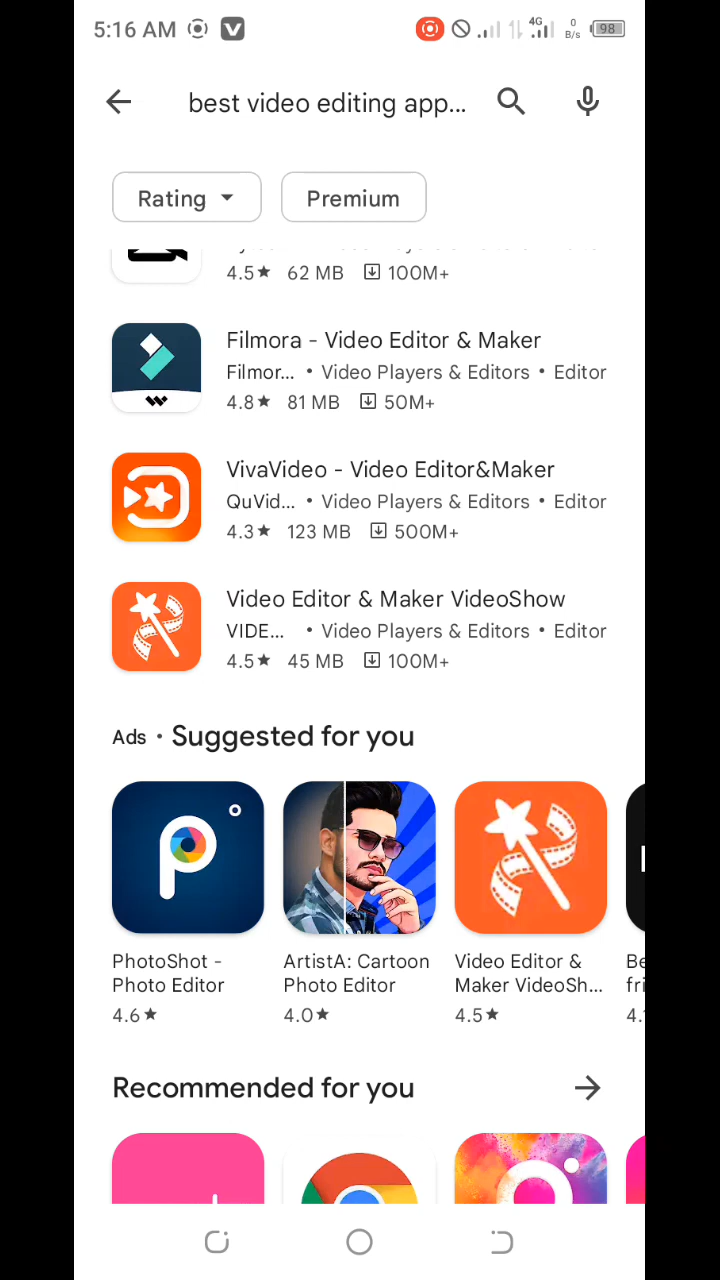 5:16 AM
4G
0
B/s
98
best video editing app...
Rating
Premium
4.5★ 62 MB 100M+
Filmora - Video Editor & Maker
Filmor... • Video Players & Editors • Editor
4.8★ 81 MB 50M+
VivaVideo - Video Editor&Maker
QuVid... • Video Players & Editors • Editor
4.3★ 123 MB 500M+
Video Editor & Maker VideoShow
VIDE... • Video Players & Editors • Editor
4.5★ 45 MB 100M+
Ads • Suggested for you
PhotoShot -
Photo Editor
4.6★
ArtistA: Cartoon
Photo Editor
4.0★
Video Editor &
Maker VideoSh...
4.5★
Be
fri
4.
Recommended for you